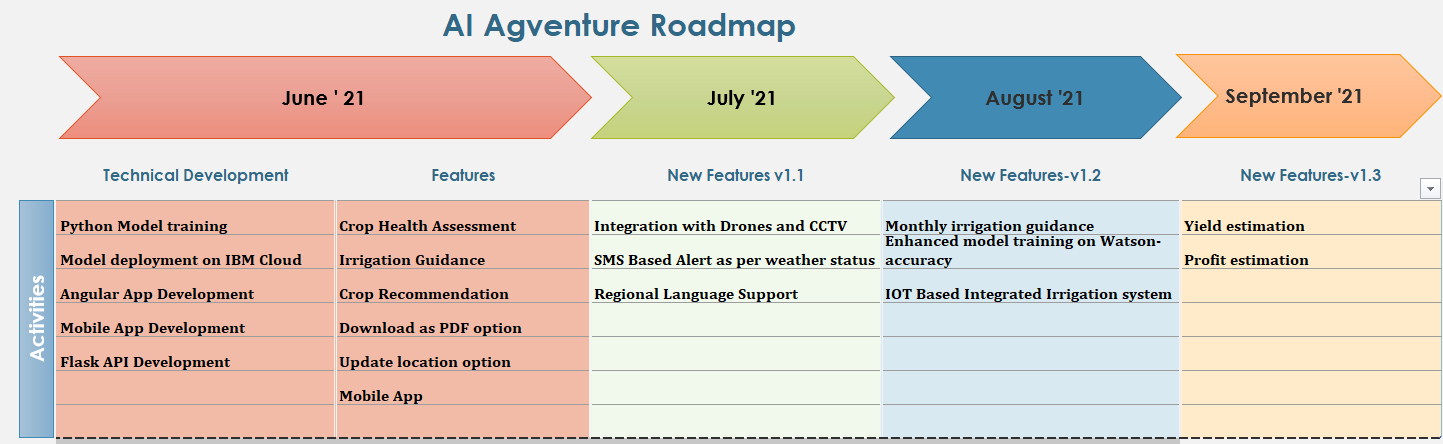 AI Agventure Roadmap
June ' 21
July '21
August '21
September '21
Technical Development
Features
New Features v1.1
New Features-v1.2
New Features-v1.3
Activities
Python Model training
Crop Health Assessment
Integration with Drones and CCTV
Monthly irrigation guidance
Yield estimation
Model deployment on IBM Cloud
Irrigation Guidance
SMS Based Alert as per weather status
Enhanced model training on Watson-
accuracy
Profit estimation
Angular App Development
Crop Recommendation
Regional Language Support
IOT Based Integrated Irrigation system
Mobile App Development
Download as PDF option
Flask API Development
Update location option
Mobile App